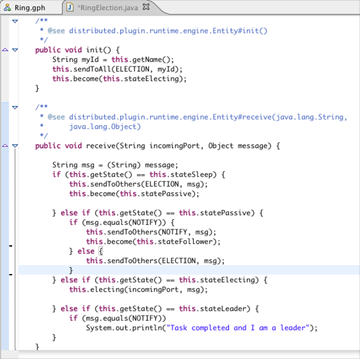 Ring.gph *RingElection.java
/**
* @see distributed.plugin.runtime.engine.Entity#init()
*/
public void init() {
String myId = this.getName();
this.sendToAll(ELECTION, myId);
this.become(this.stateElecting);
}
/**
* @see distributed.plugin.runtime.engine.Entity#receive(java.lang.String,
* java.lang.Object)
*/
public void receive(String incomingPort, Object message) {
String msg = (String) message;
if (this.getState() == this.stateSleep) {
this.sendToOthers(ELECTION, msg);
this.become(this.statePassive);
} else if (this.getState() == this.statePassive) {
if (msg.equals(NOTIFY)) {
this.sendToOthers(NOTIFY, msg);
this.become(this.stateFollower);
} else {
this.sendToOthers(ELECTION, msg);
}
} else if (this.getState() == this.stateElecting) {
this.electing(incomingPort, msg);
} else if (this.getState() == this.stateLeader) {
if (msg.equals(NOTIFY))
System.out.println("Task completed and I am a leader");
}
}